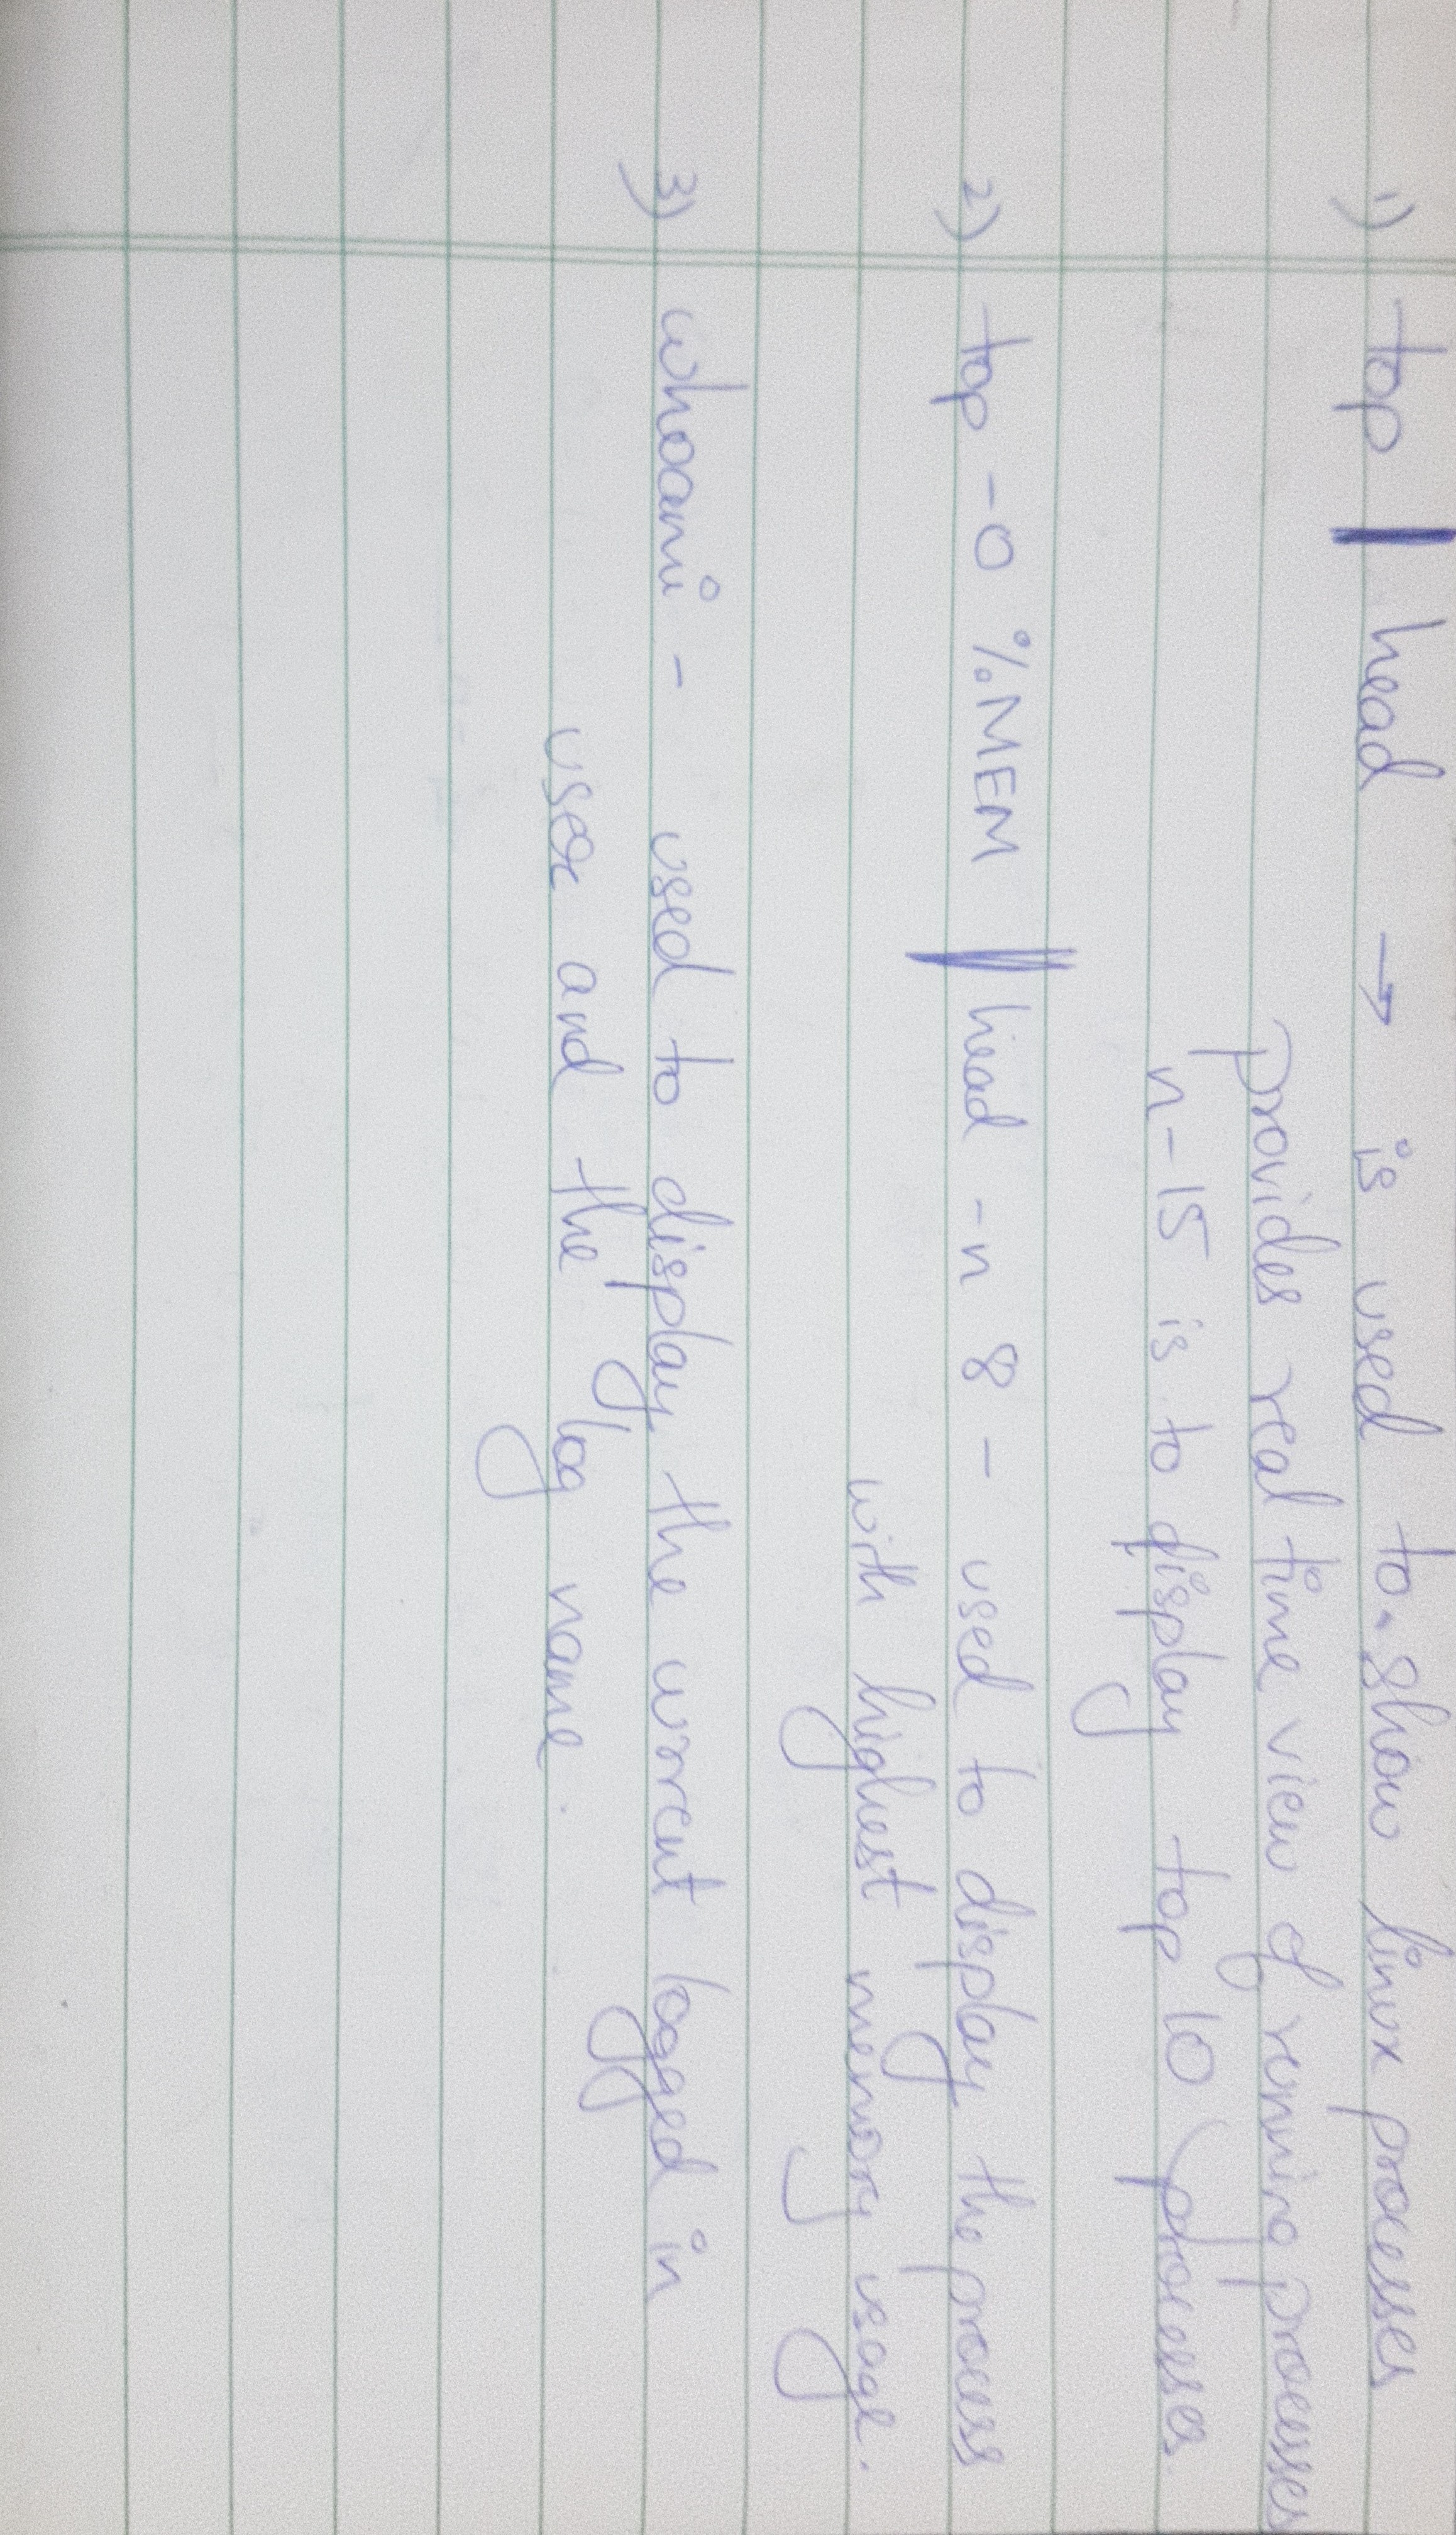 1) top | head → is used to show linux processes
provides real time view of running processes
n-15 is to display top 10 processes.
2) top -o %MEM | head -n 8 - used to display the process
with highest memory usage.
3) whoami - used to display the current logged in
user and the log name.